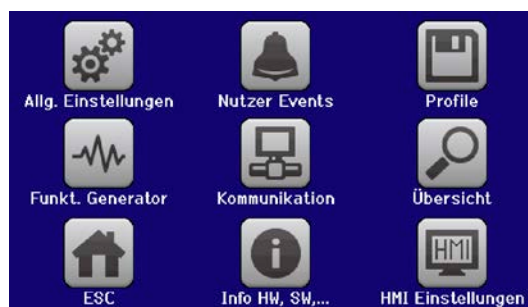 Allg. Einstellungen
Nutzer Events
Profile
Funkt. Generator
Kommunikation
Übersicht
HMI
ESC
Info HW, SW,...
HMI Einstellungen